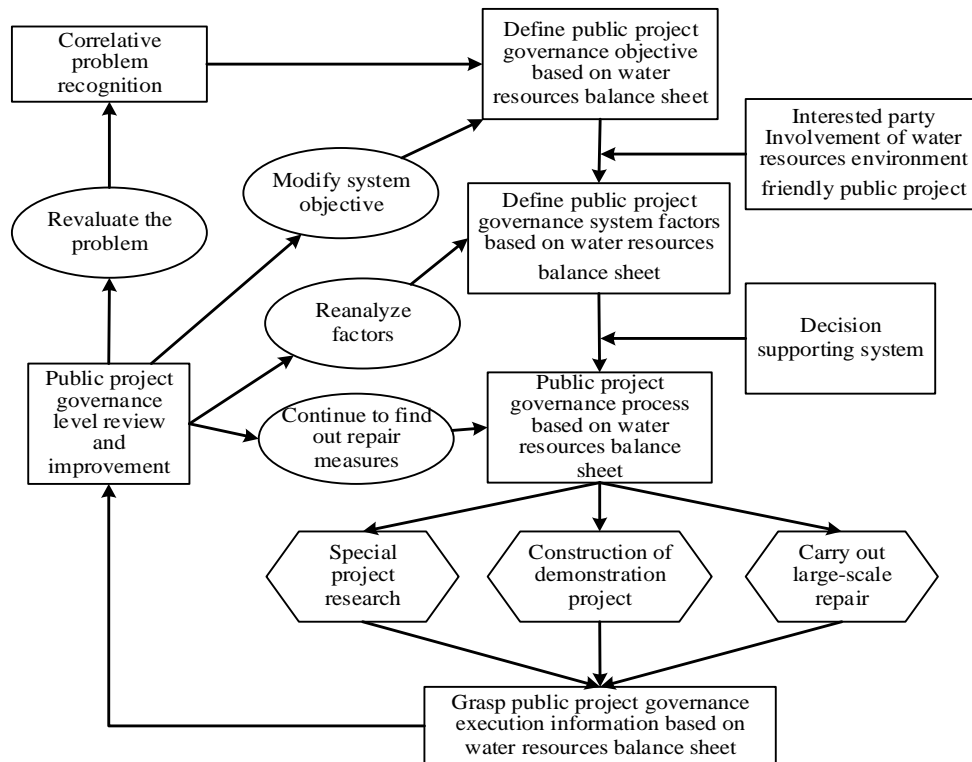 Correlative
problem
recognition
Define public project
governance objective
based on water
resources balance sheet
Interested party
Involvement of water
resources environment
friendly public project
Modify system
objective
Revaluate the
problem
Define public project
governance system factors
based on water resources
balance sheet
Reanalyze
factors
Decision
supporting system
Public project
governance
level review
and
improvement
Continue to find
out repair
measures
Public project
governance process
based on water
resources balance
sheet
Special
project
research
Construction of
demonstration
project
Carry out
large-scale
repair
Grasp public project governance
execution information based on
water resources balance sheet